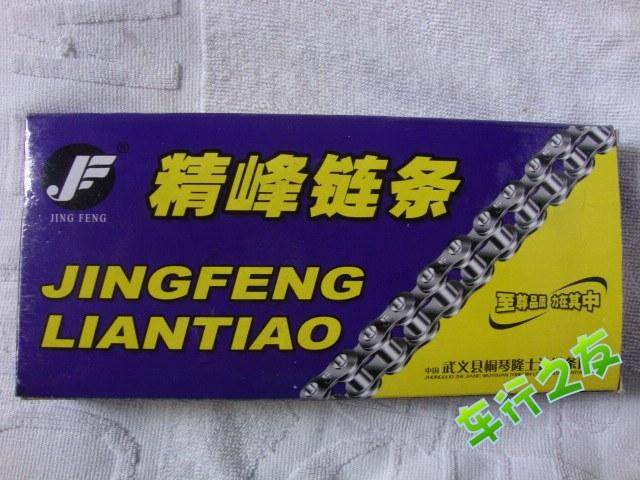 JF ®
JING FENG
精峰链条
JINGFENG
LIANTIAO
至尊品质 力在其中
中国 武义县桐琴隆士
车行之友